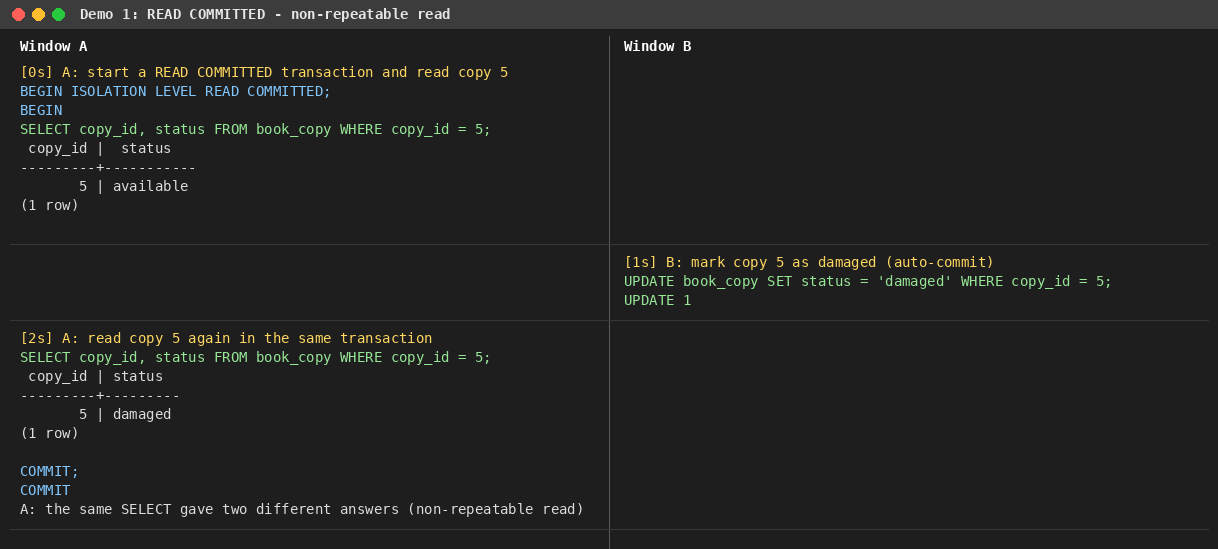 Demo 1: READ COMMITTED - non-repeatable read
Window A
Window B
[0s] A: start a READ COMMITTED transaction and read copy 5
BEGIN ISOLATION LEVEL READ COMMITTED;
BEGIN
SELECT copy_id, status FROM book_copy WHERE copy_id = 5;
 copy_id |  status
---------+-----------
       5 | available
(1 row)
[1s] B: mark copy 5 as damaged (auto-commit)
UPDATE book_copy SET status = 'damaged' WHERE copy_id = 5;
UPDATE 1
[2s] A: read copy 5 again in the same transaction
SELECT copy_id, status FROM book_copy WHERE copy_id = 5;
 copy_id | status
---------+---------
       5 | damaged
(1 row)
COMMIT;
COMMIT
A: the same SELECT gave two different answers (non-repeatable read)